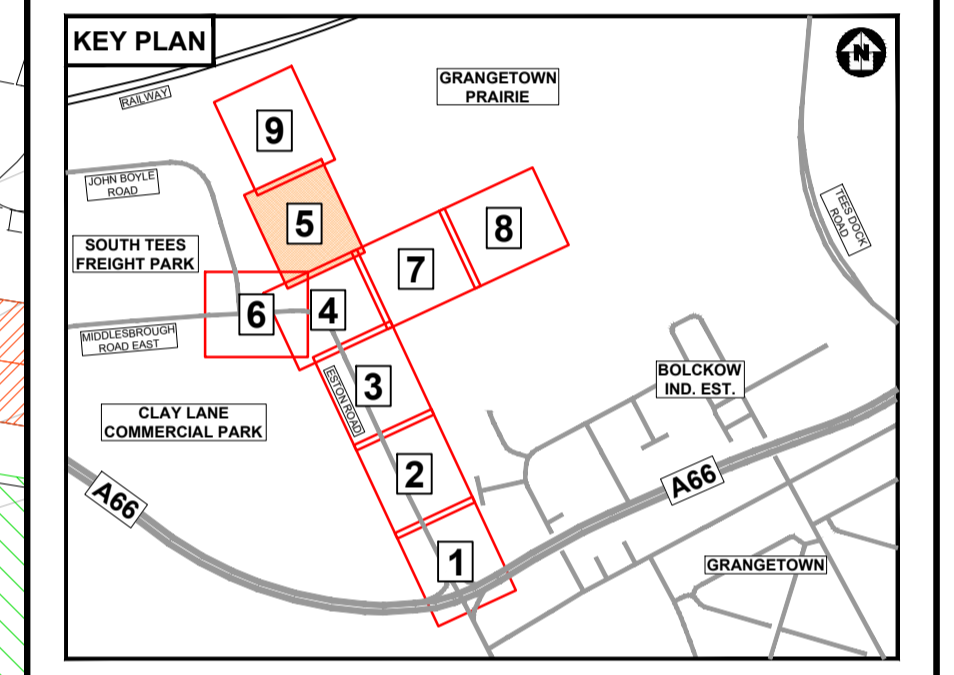 KEY PLAN
N
GRANGETOWN
PRAIRIE
RAILWAY
9
JOHN BOYLE
ROAD
5
8
TEES DOCK
ROAD
SOUTH TEES
FREIGHT PARK
7
6
4
MIDDLESBROUGH
ROAD EAST
3
ESTON ROAD
BOLCKOW
IND. EST.
CLAY LANE
COMMERCIAL PARK
2
A66
A66
1
GRANGETOWN